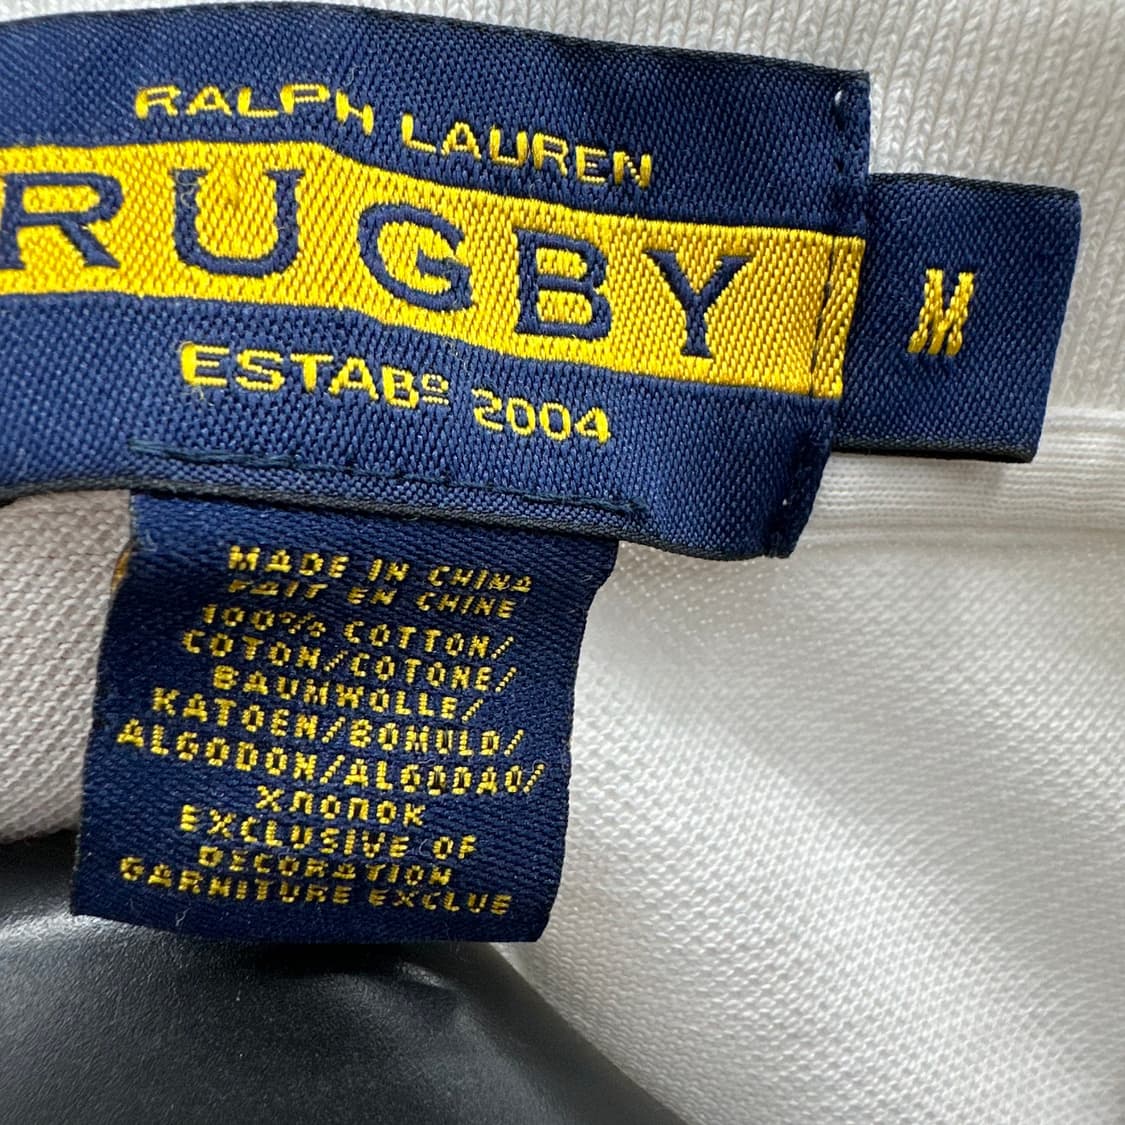 RALPH LAUREN
RUGBY
ESTABº 2004
M
MADE IN CHINA
FAIT EN CHINE
100% COTTON/
COTON/COTONE/
BAUMWOLLE/
KATOEN/BOMULD/
ALGODON/ALGODAO/
ХЛОПОК
EXCLUSIVE OF
DECORATION
GARNITURE EXCLUE